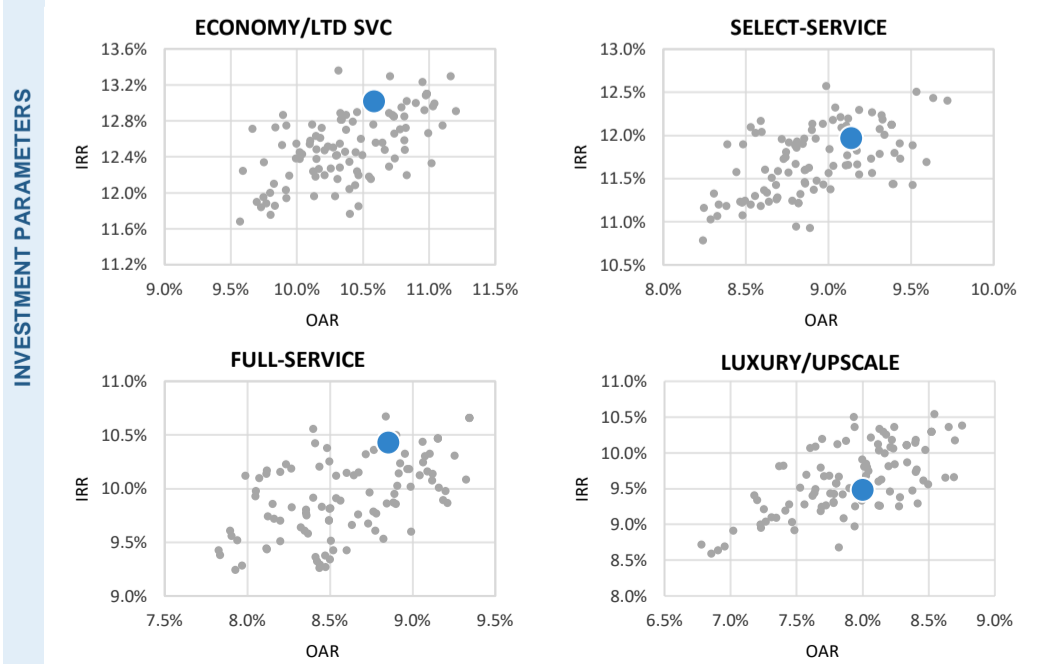 INVESTMENT PARAMETERS
ECONOMY/LTD SVC
13.6%
13.2%
12.8%
12.4%
12.0%
11.6%
11.2%
IRR
9.0% 9.5% 10.0% 10.5% 11.0% 11.5%
OAR
SELECT-SERVICE
13.0%
12.5%
12.0%
11.5%
11.0%
10.5%
IRR
8.0% 8.5% 9.0% 9.5% 10.0%
OAR
FULL-SERVICE
11.0%
10.5%
10.0%
9.5%
9.0%
IRR
7.5% 8.0% 8.5% 9.0% 9.5%
OAR
LUXURY/UPSCALE
11.0%
10.5%
10.0%
9.5%
9.0%
8.5%
8.0%
IRR
6.5% 7.0% 7.5% 8.0% 8.5% 9.0%
OAR